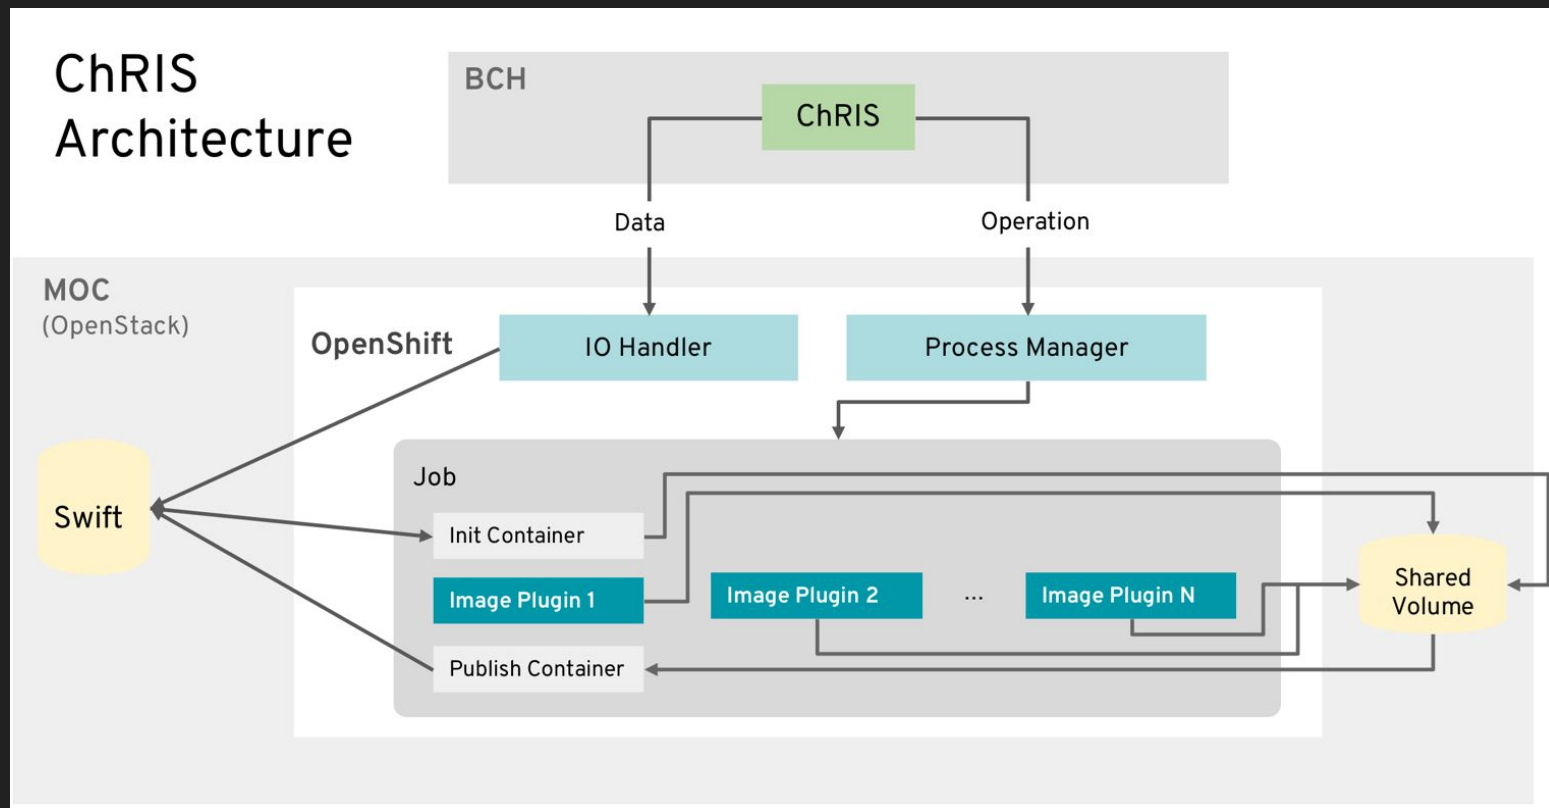 ChRIS
Architecture
BCH
ChRIS
Data
Operation
MOC
(OpenStack)
OpenShift
IO Handler
Process Manager
Swift
Job
Init Container
Image Plugin 1
Image Plugin 2
...
Image Plugin N
Publish Container
Shared
Volume